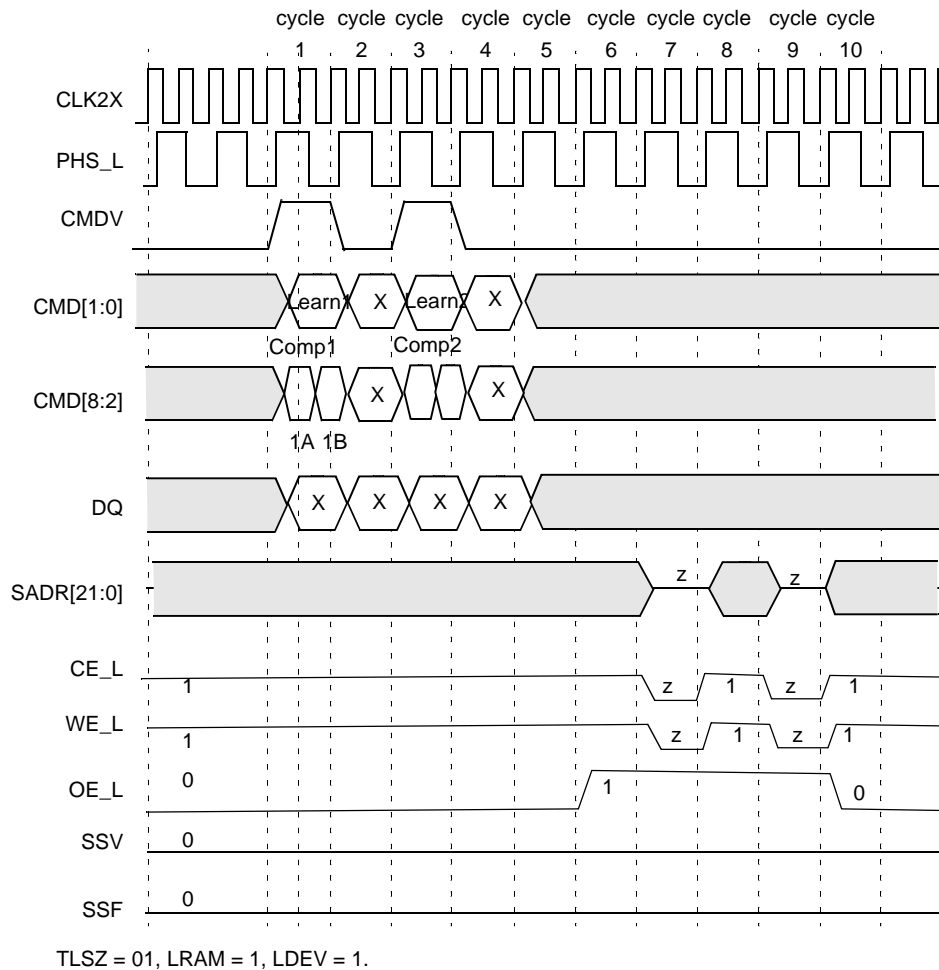 cycle cycle cycle cycle cycle cycle cycle cycle cycle cycle
1 2 3 4 5 6 7 8 9 10
CLK2X
PHS_L
CMDV
CMD[1:0] Learn1 X Learn2 X
Comp1 Comp2
CMD[8:2] X X
1A 1B
DQ X X X X
SADR[21:0] z z
CE_L 1 z 1 z 1
WE_L 1 z 1 z 1
OE_L 0 1 0
SSV 0
SSF 0
TLSZ = 01, LRAM = 1, LDEV = 1.